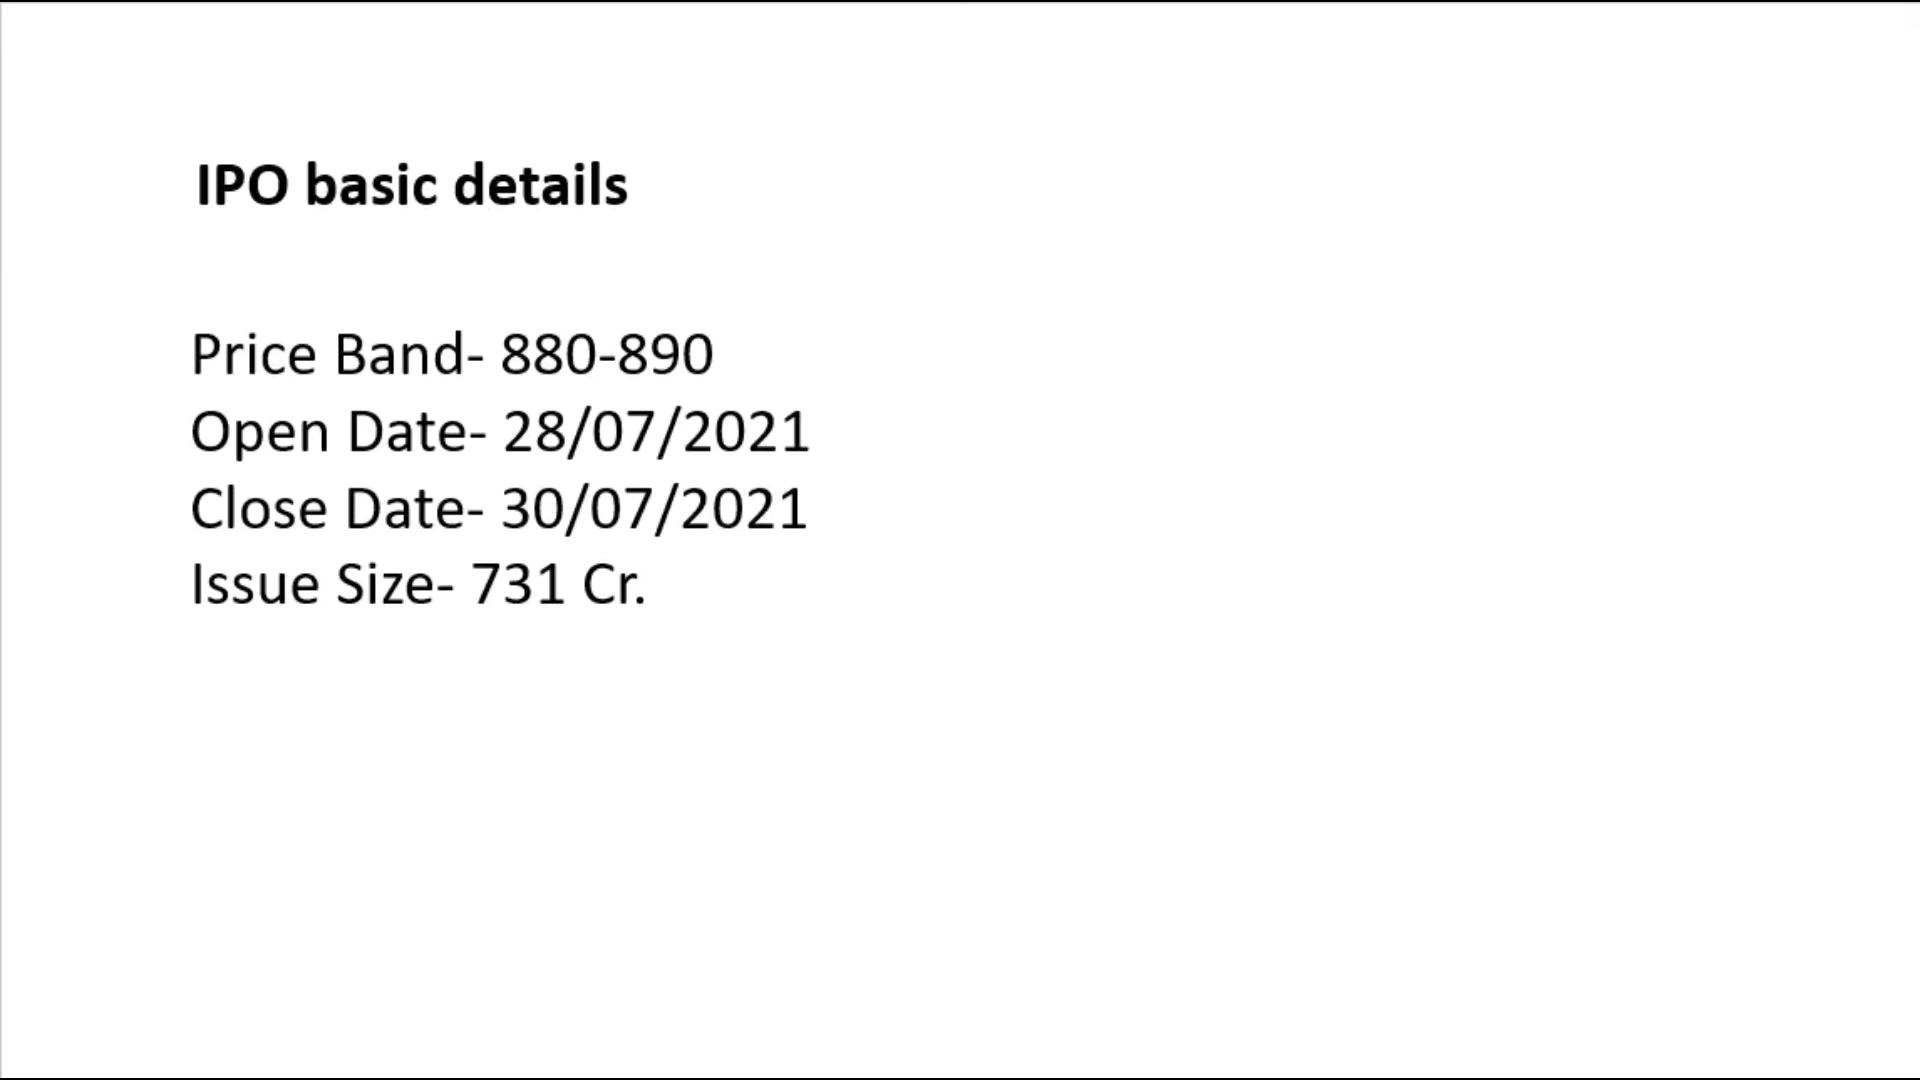 IPO basic details
Price Band- 880-890
Open Date- 28/07/2021
Close Date- 30/07/2021
Issue Size- 731 Cr.